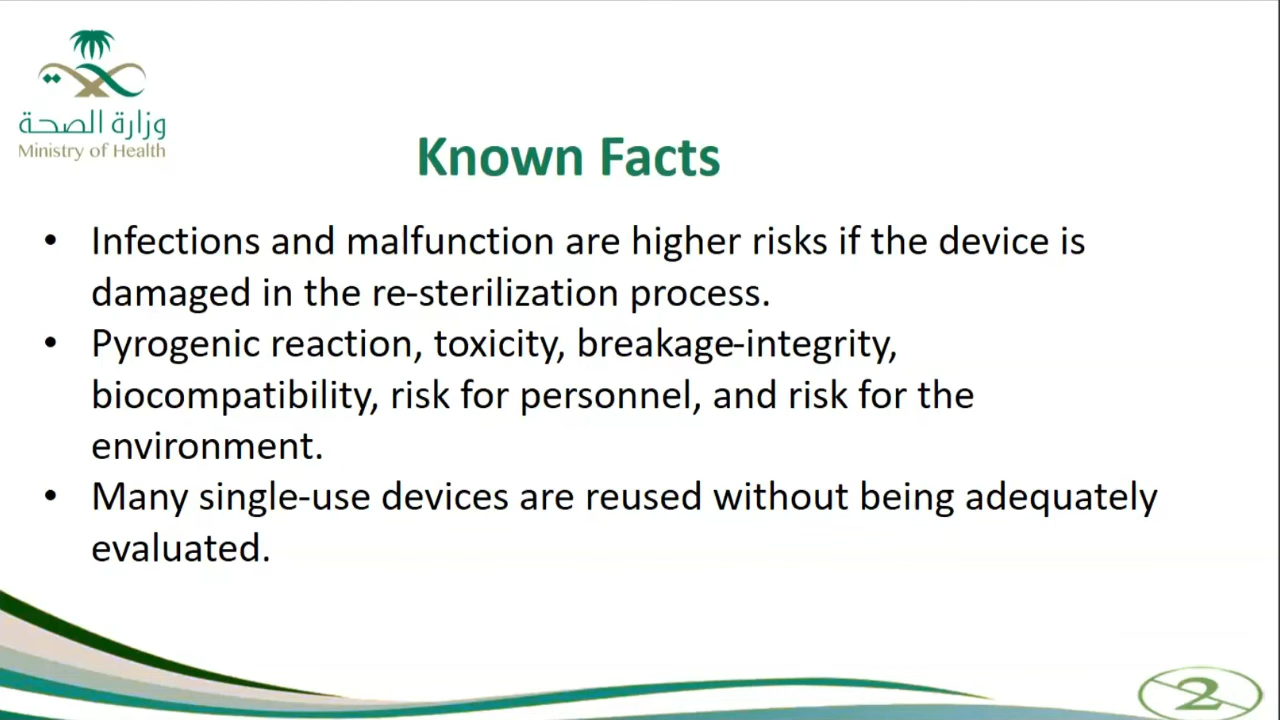 وزارة الصحة
Ministry of Health
Known Facts
• Infections and malfunction are higher risks if the device is
damaged in the re-sterilization process.
• Pyrogenic reaction, toxicity, breakage-integrity,
biocompatibility, risk for personnel, and risk for the
environment.
• Many single-use devices are reused without being adequately
evaluated.
2